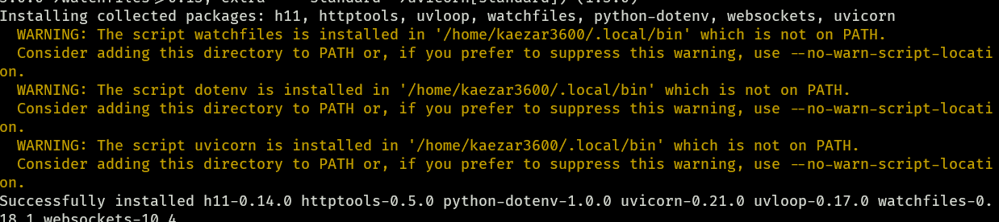 Installing collected packages: h11, httptools, uvloop, watchfiles, python-dotenv, websockets, uvicorn
WARNING: The script watchfiles is installed in '/home/kaezar3600/.local/bin' which is not on PATH.
Consider adding this directory to PATH or, if you prefer to suppress this warning, use --no-warn-script-locati
on.
WARNING: The script dotenv is installed in '/home/kaezar3600/.local/bin' which is not on PATH.
Consider adding this directory to PATH or, if you prefer to suppress this warning, use --no-warn-script-locati
on.
WARNING: The script uvicorn is installed in '/home/kaezar3600/.local/bin' which is not on PATH.
Consider adding this directory to PATH or, if you prefer to suppress this warning, use --no-warn-script-locati
on.
Successfully installed h11-0.14.0 httptools-0.5.0 python-dotenv-1.0.0 uvicorn-0.21.0 uvloop-0.17.0 watchfiles-0.
18.1 websockets-10.4